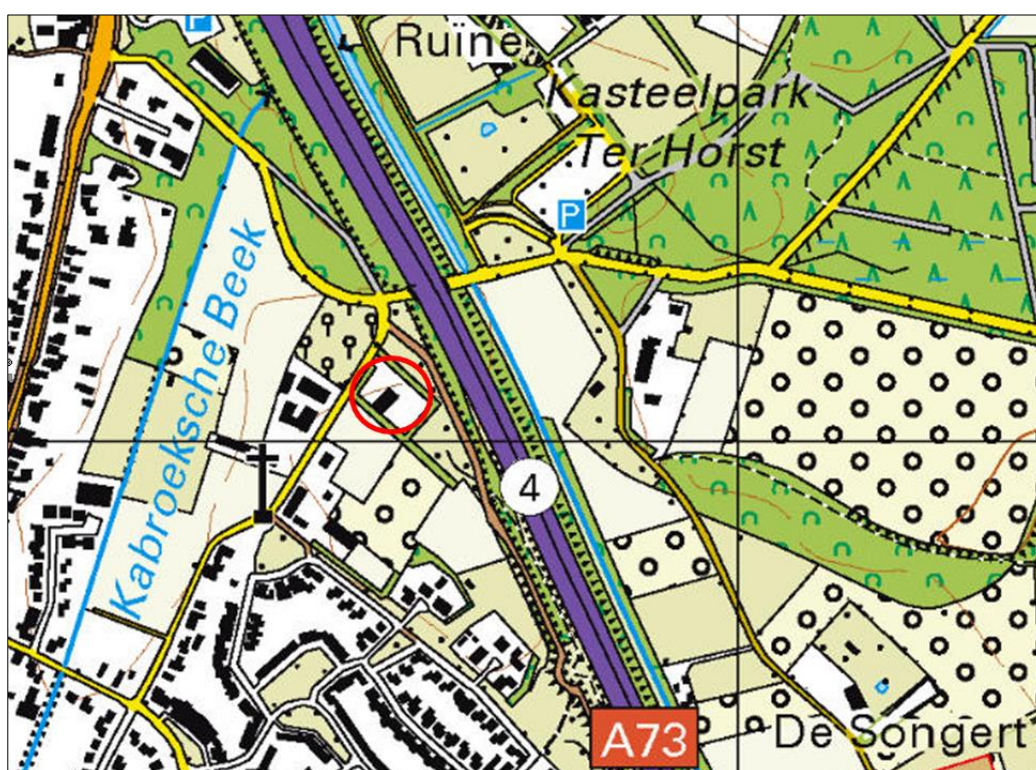 Ruïne
Kasteelpark
Ter Horst
P
Kabroeksche Beek
4
A73
De Songert